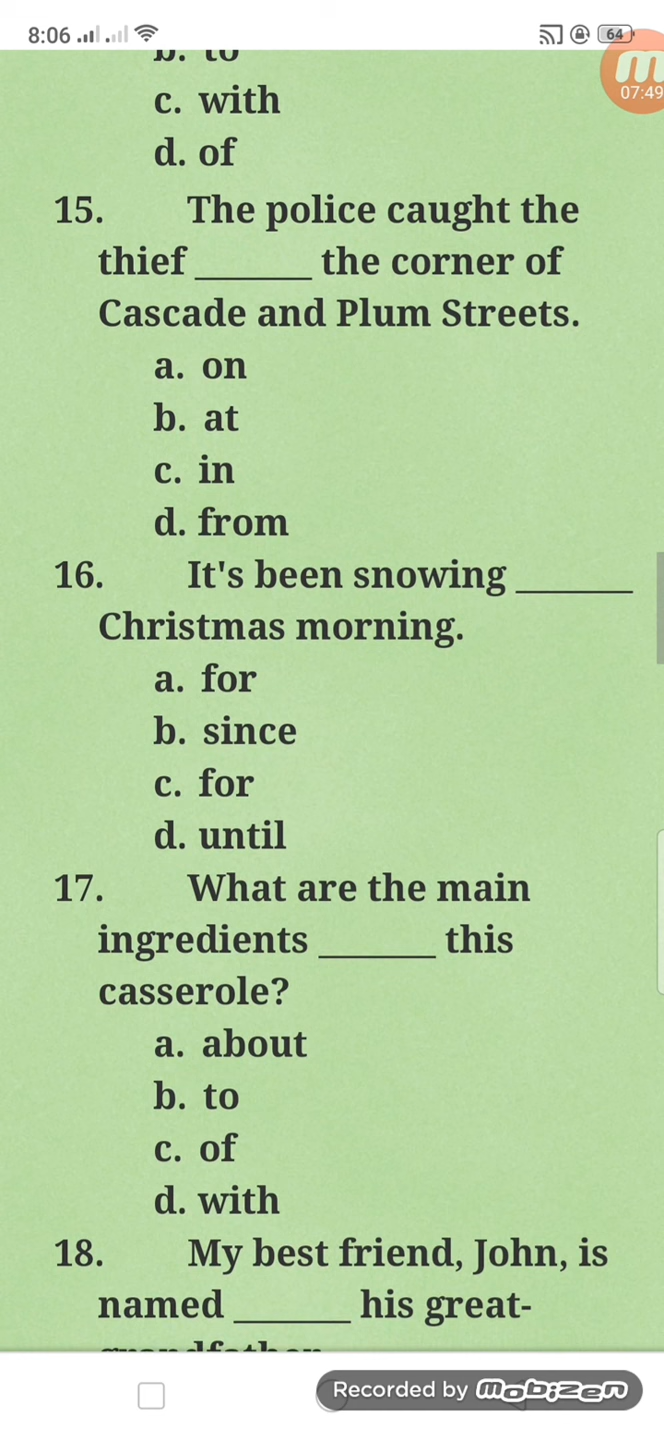 8:06
64
07:49
b. to
c. with
d. of
15. The police caught the
thief ______ the corner of
Cascade and Plum Streets.
a. on
b. at
c. in
d. from
16. It's been snowing ______
Christmas morning.
a. for
b. since
c. for
d. until
17. What are the main
ingredients ______ this
casserole?
a. about
b. to
c. of
d. with
18. My best friend, John, is
named ______ his great-
grandfather.
Recorded by Mobizen